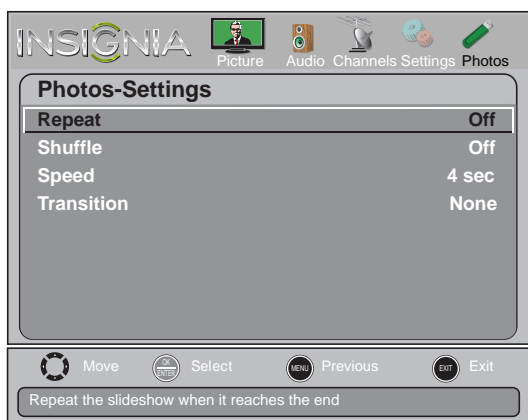 INSIGNIA
Picture Audio Channels Settings Photos
Photos-Settings
Repeat Off
Shuffle Off
Speed 4 sec
Transition None
Move OK ENTER Select MENU Previous EXIT Exit
Repeat the slideshow when it reaches the end